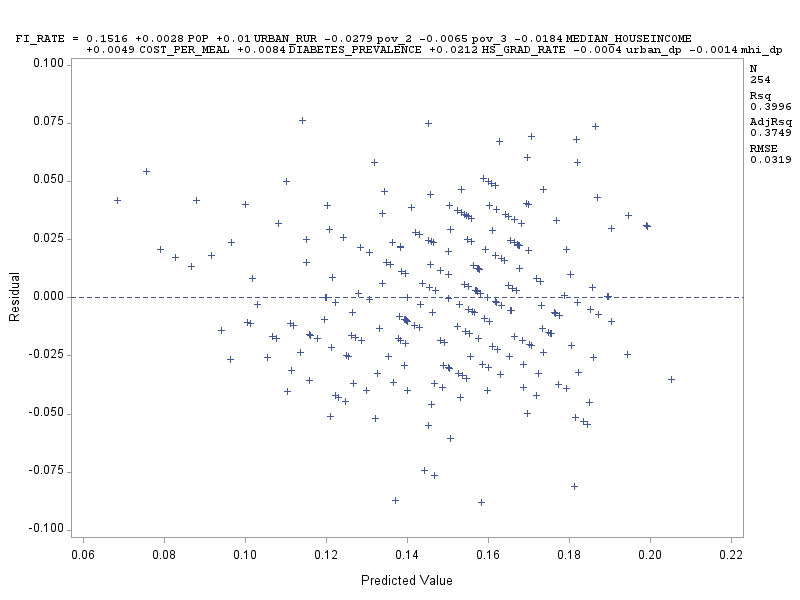 FI_RATE = 0.1516 +0.0028 POP +0.01 URBAN_RUR -0.0279 pov_2 -0.0065 pov_3 -0.0184 MEDIAN_HOUSEINCOME
+0.0049 COST_PER_MEAL +0.0084 DIABETES_PREVALENCE +0.0212 HS_GRAD_RATE -0.0004 urban_dp -0.0014 mhi_dp
0.100
0.075
0.050
0.025
0.000
-0.025
-0.050
-0.075
-0.100
Residual
N
254
Rsq
0.3996
AdjRsq
0.3749
RMSE
0.0319
0.06 0.08 0.10 0.12 0.14 0.16 0.18 0.20 0.22
Predicted Value